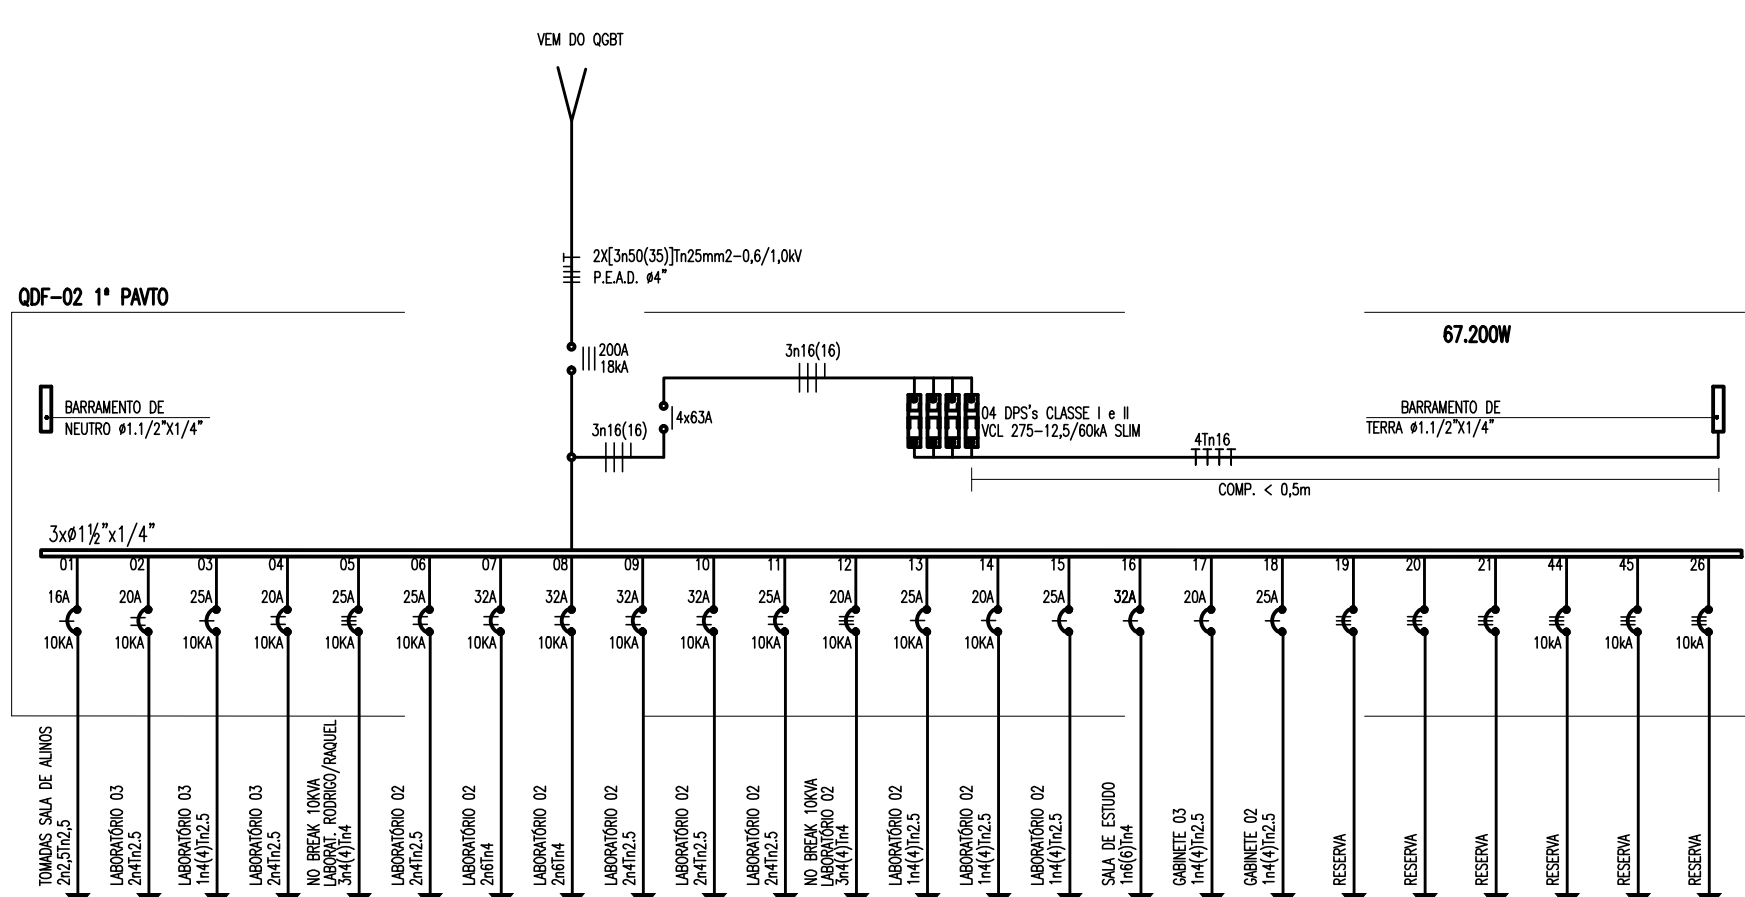 VEM DO QGBT
2X[3n50(35)]Tn25mm2-0,6/1,0kV
P.E.A.D. ø4"
QDF-02 1° PAVTO
67.200W
200A
18kA
3n16(16)
BARRAMENTO DE
NEUTRO ø1.1/2"X1/4"
4x63A
3n16(16)
04 DPS's CLASSE I e II
VCL 275-12,5/60kA SLIM
BARRAMENTO DE
TERRA ø1.1/2"X1/4"
4Tn16
COMP. < 0,5m
3xø1½"x1/4"
01 02 03 04 05 06 07 08 09 10 11 12 13 14 15 16 17 18 19 20 21 44 45 26
16A 20A 25A 20A 25A 25A 32A 32A 32A 32A 25A 20A 25A 20A 25A 32A 20A 25A
10KA 10KA 10KA 10KA 10KA 10KA 10KA 10KA 10KA 10KA 10KA 10KA 10KA 10KA 10kA 10kA 10kA
TOMADAS SALA DE ALINOS
2n2,5Tn2,5
LABORATÓRIO 03
2n4Tn2.5
LABORATÓRIO 03
1n4(4)Tn2.5
LABORATÓRIO 03
2n4Tn2.5
NO BREAK 10KVA
LABORAT. RODRIGO/RAQUEL
3n4(4)Tn4
LABORATÓRIO 02
2n4Tn2.5
LABORATÓRIO 02
2n6Tn4
LABORATÓRIO 02
2n6Tn4
LABORATÓRIO 02
2n4Tn2.5
LABORATÓRIO 02
2n4Tn2.5
LABORATÓRIO 02
2n4Tn2.5
NO BREAK 10KVA
LABORATÓRIO 02
3n4(4)Tn4
LABORATÓRIO 02
1n4(4)Tn2.5
LABORATÓRIO 02
1n4(4)Tn2.5
LABORATÓRIO 02
1n4(4)Tn2.5
SALA DE ESTUDO
1n6(6)Tn4
GABINETE 03
1n4(4)Tn2.5
GABINETE 02
1n4(4)Tn2.5
RESERVA
RESERVA
RESERVA
RESERVA
RESERVA
RESERVA